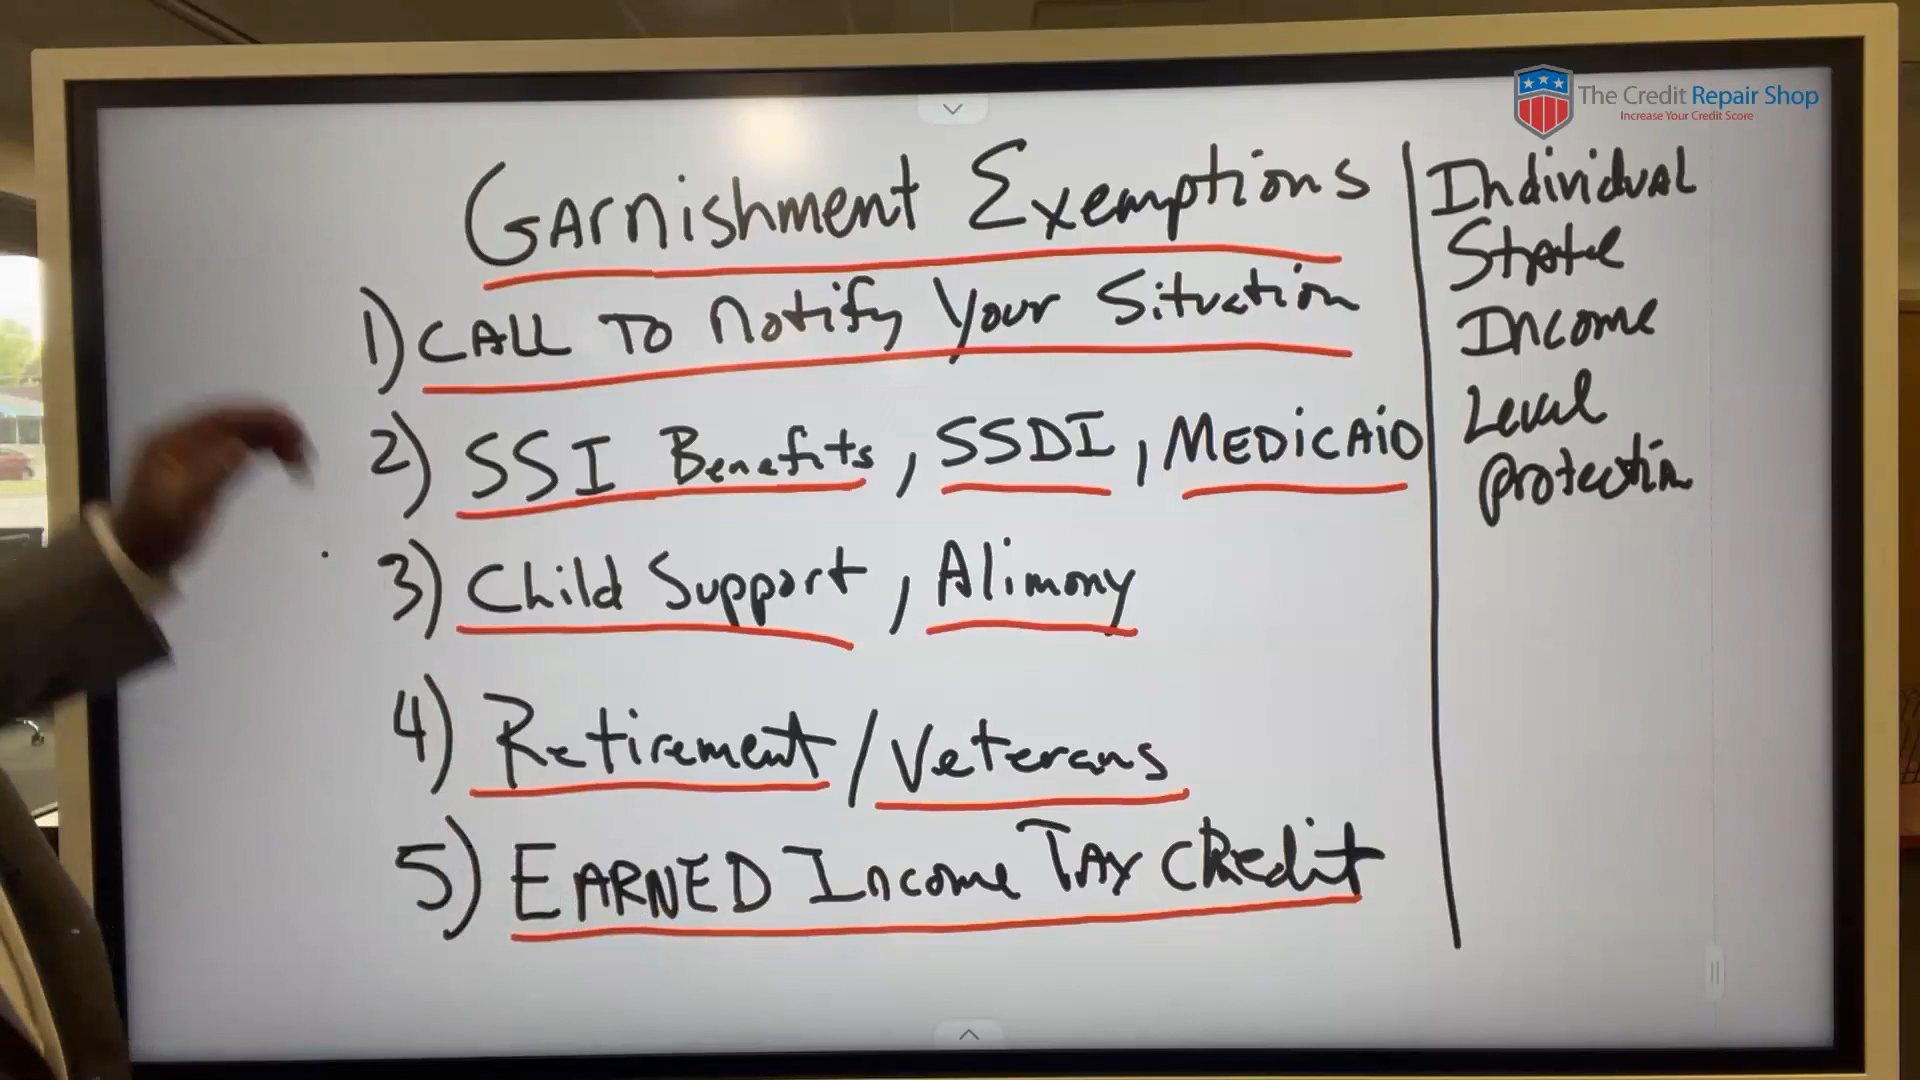 The Credit Repair Shop
Increase Your Credit Score
Garnishment Exemptions
1) CALL TO Notify Your Situation
2) SSI Benefits, SSDI, MEDICAID
3) Child Support, Alimony
4) Retirement / Veterans
5) EARNED Income TAX CRedit
Individual
State
Income
Level
Protection